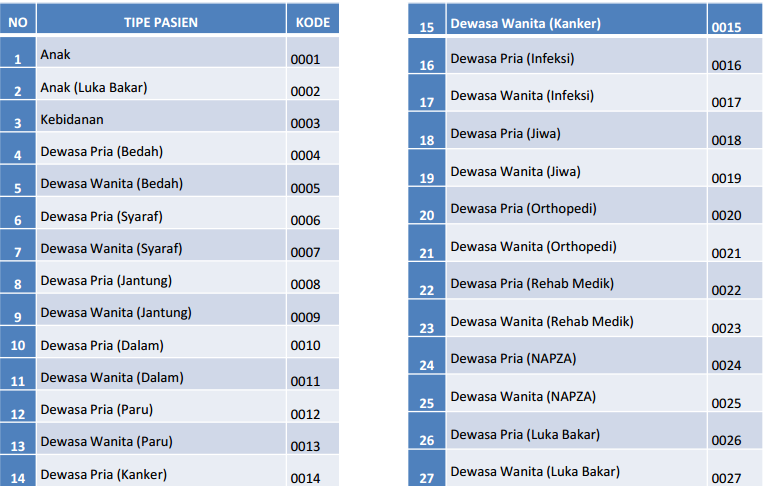 NO TIPE PASIEN KODE
1 Anak 0001
2 Anak (Luka Bakar) 0002
3 Kebidanan 0003
4 Dewasa Pria (Bedah) 0004
5 Dewasa Wanita (Bedah) 0005
6 Dewasa Pria (Syaraf) 0006
7 Dewasa Wanita (Syaraf) 0007
8 Dewasa Pria (Jantung) 0008
9 Dewasa Wanita (Jantung) 0009
10 Dewasa Pria (Dalam) 0010
11 Dewasa Wanita (Dalam) 0011
12 Dewasa Pria (Paru) 0012
13 Dewasa Wanita (Paru) 0013
14 Dewasa Pria (Kanker) 0014
15 Dewasa Wanita (Kanker) 0015
16 Dewasa Pria (Infeksi) 0016
17 Dewasa Wanita (Infeksi) 0017
18 Dewasa Pria (Jiwa) 0018
19 Dewasa Wanita (Jiwa) 0019
20 Dewasa Pria (Orthopedi) 0020
21 Dewasa Wanita (Orthopedi) 0021
22 Dewasa Pria (Rehab Medik) 0022
23 Dewasa Wanita (Rehab Medik) 0023
24 Dewasa Pria (NAPZA) 0024
25 Dewasa Wanita (NAPZA) 0025
26 Dewasa Pria (Luka Bakar) 0026
27 Dewasa Wanita (Luka Bakar) 0027